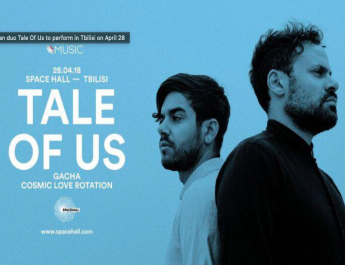 an duo Tale Of Us to perform in Tbilisi on April 28
MUSIC
28.04.18
SPACE HALL — TBILISI
TALE
OF US
GACHA
COSMIC LOVE ROTATION
www.spacehall.com